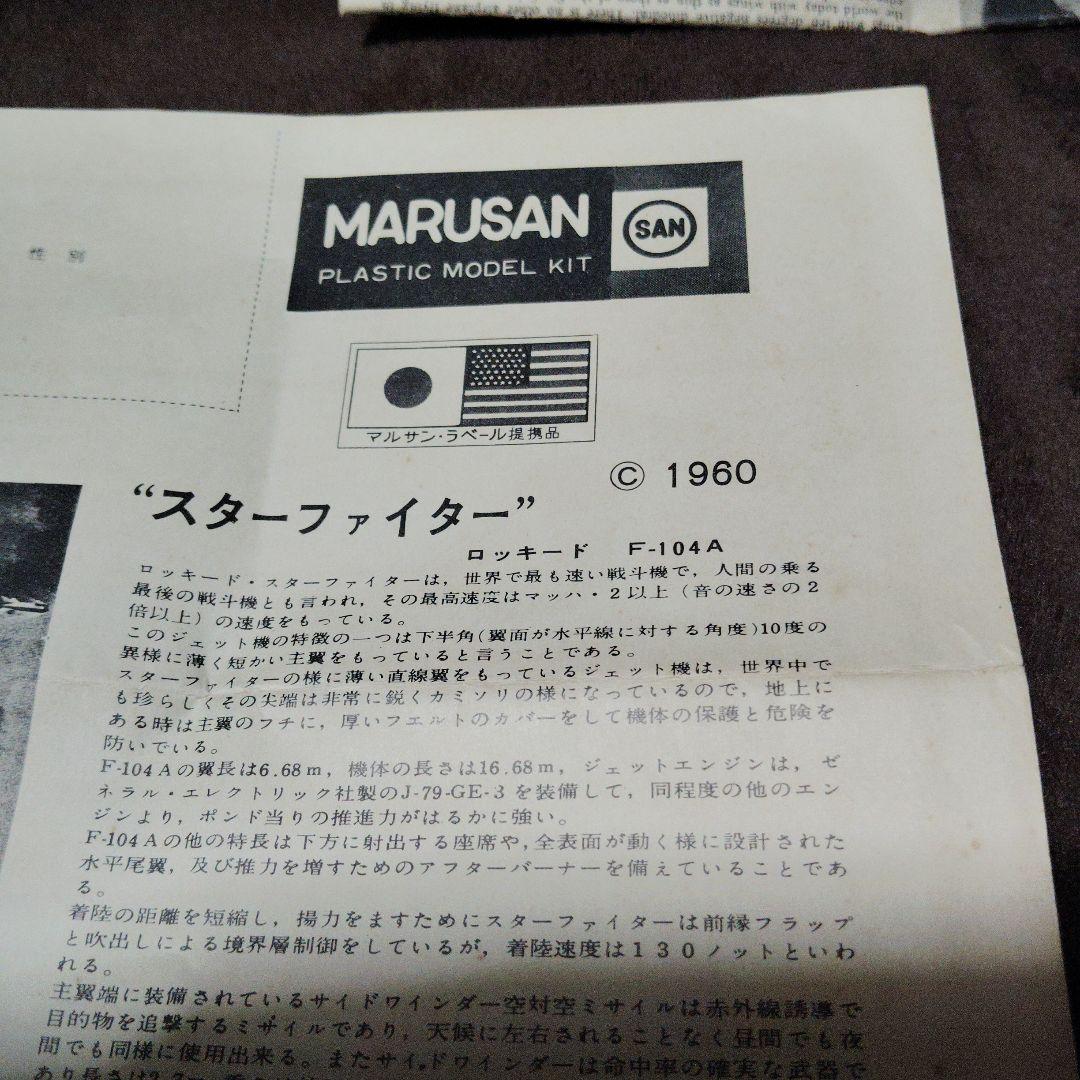 性 別
MARUSAN
PLASTIC MODEL KIT
SAN
マルサン・ラベール提携品
© 1960
“スターファイター”
ロッキード F-104A
ロッキード・スターファイターは，世界で最も速い戦斗機で，人間の乗る
最後の戦斗機とも言われ，その最高速度はマッハ・2以上（音の速さの2
倍以上）の速度をもっている。
このジェット機の特徴の一つは下半角(翼面が水平線に対する角度)10度の
異様に薄く短かい主翼をもっていると言うことである。
スターファイターの様に薄い直線翼をもっているジェット機は，世界中で
も珍らしくその尖端は非常に鋭くカミソリの様になっているので，地上に
ある時は主翼のフチに，厚いフエルトのカバーをして機体の保護と危険を
防いでいる。
F-104Aの翼長は6.68m，機体の長さは16.68m，ジェットエンジンは，ゼ
ネラル・エレクトリック社製のJ-79-GE-3を装備して，同程度の他のエン
ジンより，ポンド当りの推進力がはるかに強い。
F-104Aの他の特長は下方に射出する座席や,全表面が動く様に設計された
水平尾翼，及び推力を増すためのアフターバーナーを備えていることであ
る。
着陸の距離を短縮し，揚力をますためにスターファイターは前縁フラップ
と吹出しによる境界層制御をしているが，着陸速度は130ノットといわ
れる。
主翼端に装備されているサイドワインダー空対空ミサイルは赤外線誘導で
目的物を追撃するミサイルであり，天候に左右されることなく昼間でも夜
間でも同様に使用出来る。またサイドワインダーは命中率の確実な武器で
あり長さは